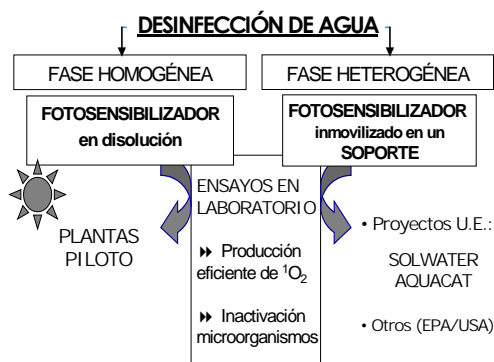 DESINFECCIÓN DE AGUA
FASE HOMOGÉNEA
FASE HETEROGÉNEA
FOTOSENSIBILIZADOR
en disolución
FOTOSENSIBILIZADOR
inmovilizado en un
SOPORTE
PLANTAS
PILOTO
ENSAYOS EN
LABORATORIO
Producción
eficiente de ¹O₂
Inactivación
microorganismos
• Proyectos U.E.:
SOLWATER
AQUACAT
• Otros (EPA/USA)